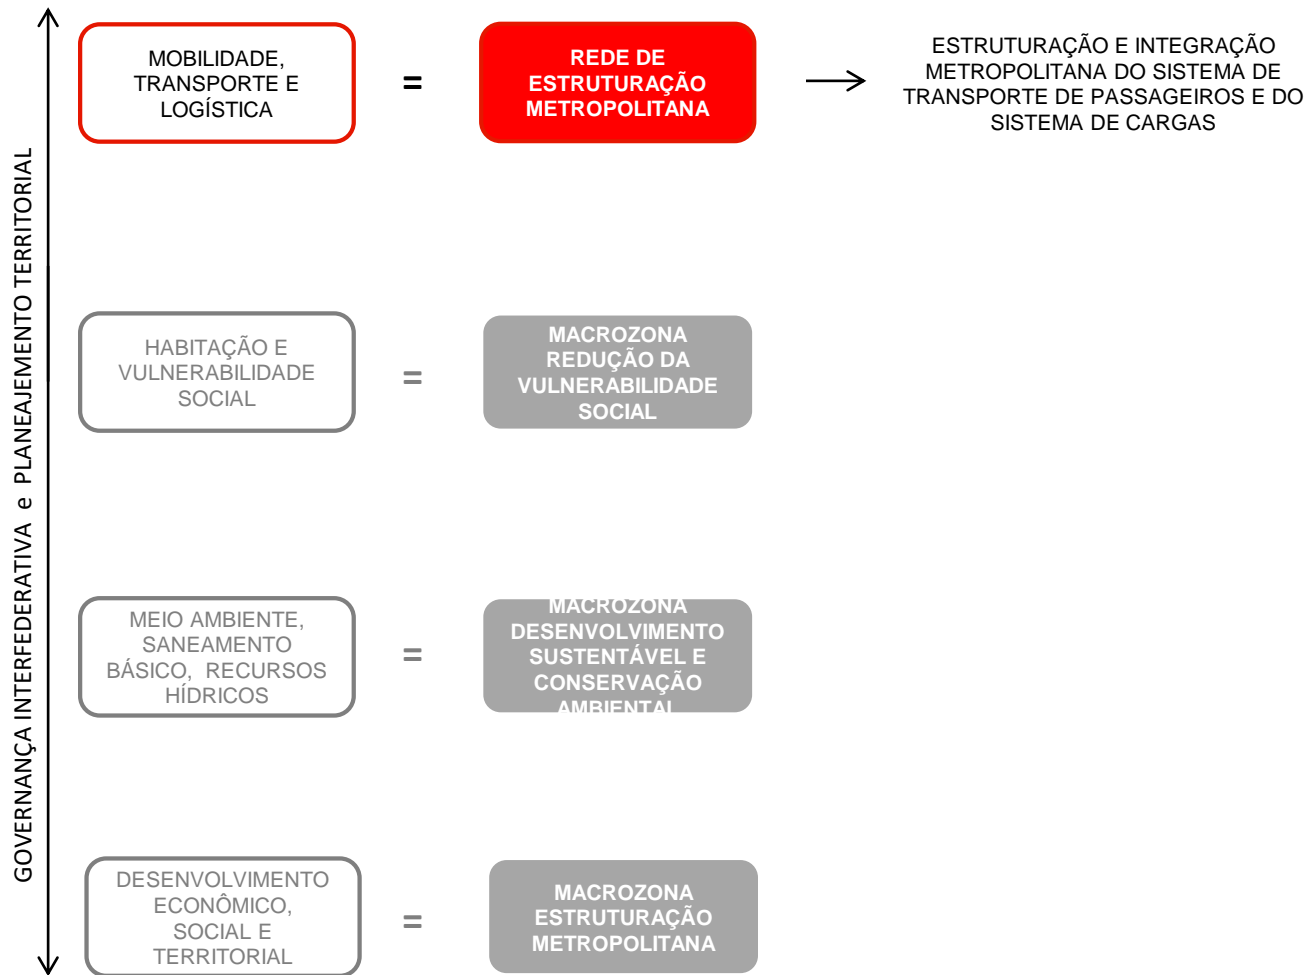 GOVERNANÇA INTERFEDERATIVA e PLANEAJEMENTO TERRITORIAL
MOBILIDADE,
TRANSPORTE E
LOGÍSTICA
=
REDE DE
ESTRUTURAÇÃO
METROPOLITANA
ESTRUTURAÇÃO E INTEGRAÇÃO
METROPOLITANA DO SISTEMA DE
TRANSPORTE DE PASSAGEIROS E DO
SISTEMA DE CARGAS
HABITAÇÃO E
VULNERABILIDADE
SOCIAL
=
MACROZONA
REDUÇÃO DA
VULNERABILIDADE
SOCIAL
MEIO AMBIENTE,
SANEAMENTO
BÁSICO, RECURSOS
HÍDRICOS
=
MACROZONA
DESENVOLVIMENTO
SUSTENTÁVEL E
CONSERVAÇÃO
AMBIENTAL
DESENVOLVIMENTO
ECONÔMICO,
SOCIAL E
TERRITORIAL
=
MACROZONA
ESTRUTURAÇÃO
METROPOLITANA